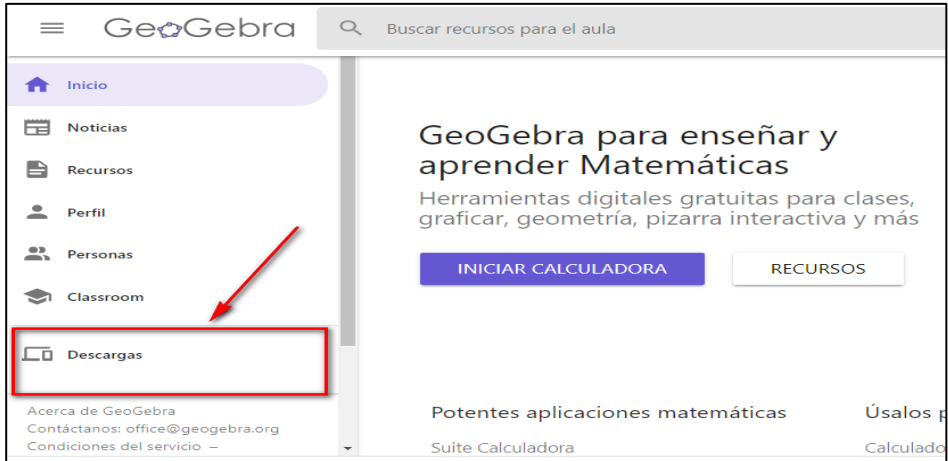 GeoGebra
Buscar recursos para el aula
Inicio
Noticias
Recursos
Perfil
Personas
Classroom
Descargas
Acerca de GeoGebra
Contáctanos: office@geogebra.org
Condiciones del servicio –
GeoGebra para enseñar y
aprender Matemáticas
Herramientas digitales gratuitas para clases,
graficar, geometría, pizarra interactiva y más
INICIAR CALCULADORA
RECURSOS
Potentes aplicaciones matemáticas
Suite Calculadora
Úsalos p
Calculado